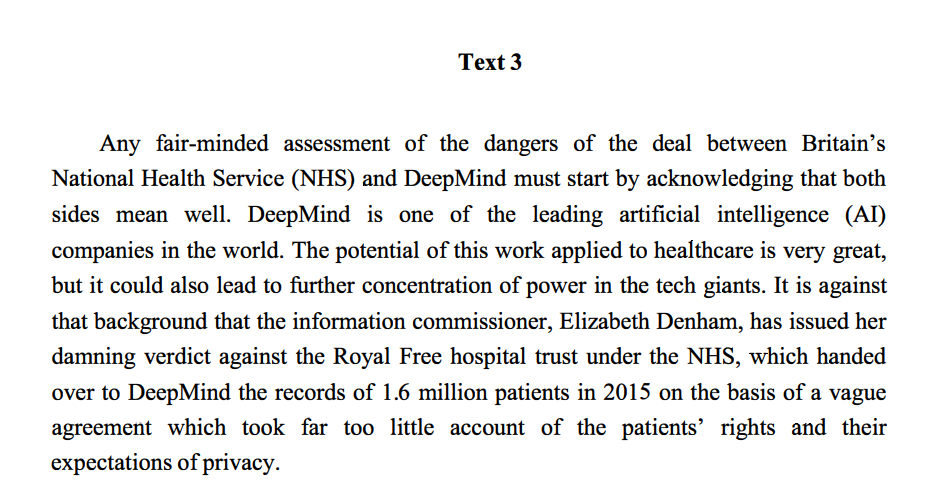 Text 3
Any fair-minded assessment of the dangers of the deal between Britain’s
National Health Service (NHS) and DeepMind must start by acknowledging that both
sides mean well. DeepMind is one of the leading artificial intelligence (AI)
companies in the world. The potential of this work applied to healthcare is very great,
but it could also lead to further concentration of power in the tech giants. It is against
that background that the information commissioner, Elizabeth Denham, has issued her
damning verdict against the Royal Free hospital trust under the NHS, which handed
over to DeepMind the records of 1.6 million patients in 2015 on the basis of a vague
agreement which took far too little account of the patients’ rights and their
expectations of privacy.